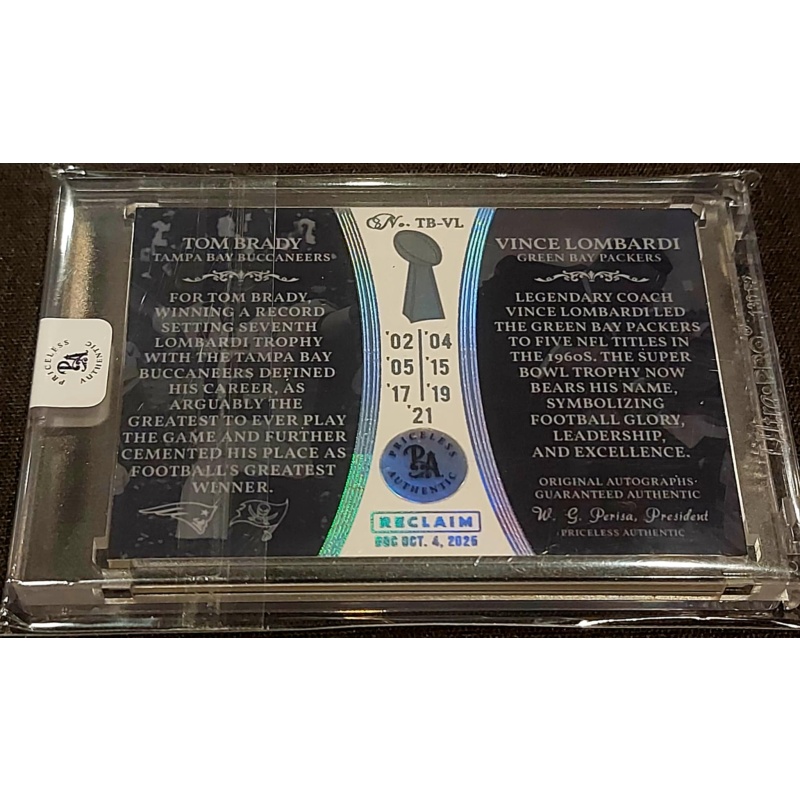 No. TB-VL
TOM BRADY
TAMPA BAY BUCCANEERS®
FOR TOM BRADY,
WINNING A RECORD
SETTING SEVENTH
LOMBARDI TROPHY
WITH THE TAMPA BAY
BUCCANEERS DEFINED
HIS CAREER, AS
ARGUABLY THE
GREATEST TO EVER PLAY
THE GAME AND FURTHER
CEMENTED HIS PLACE AS
FOOTBALL'S GREATEST
WINNER.
'02 '04
'05 '15
'17 '19
'21
PRICELESS
PA
AUTHENTIC
RECLAIM
OCT. 4, 2025
VINCE LOMBARDI
GREEN BAY PACKERS
LEGENDARY COACH
VINCE LOMBARDI LED
THE GREEN BAY PACKERS
TO FIVE NFL TITLES IN
THE 1960S. THE SUPER
BOWL TROPHY NOW
BEARS HIS NAME,
SYMBOLIZING
FOOTBALL GLORY,
LEADERSHIP,
AND EXCELLENCE.
ORIGINAL AUTOGRAPHS·
GUARANTEED AUTHENTIC
W. G. Perisa, President
PRICELESS AUTHENTIC
PRICELESS
PA
AUTHENTIC